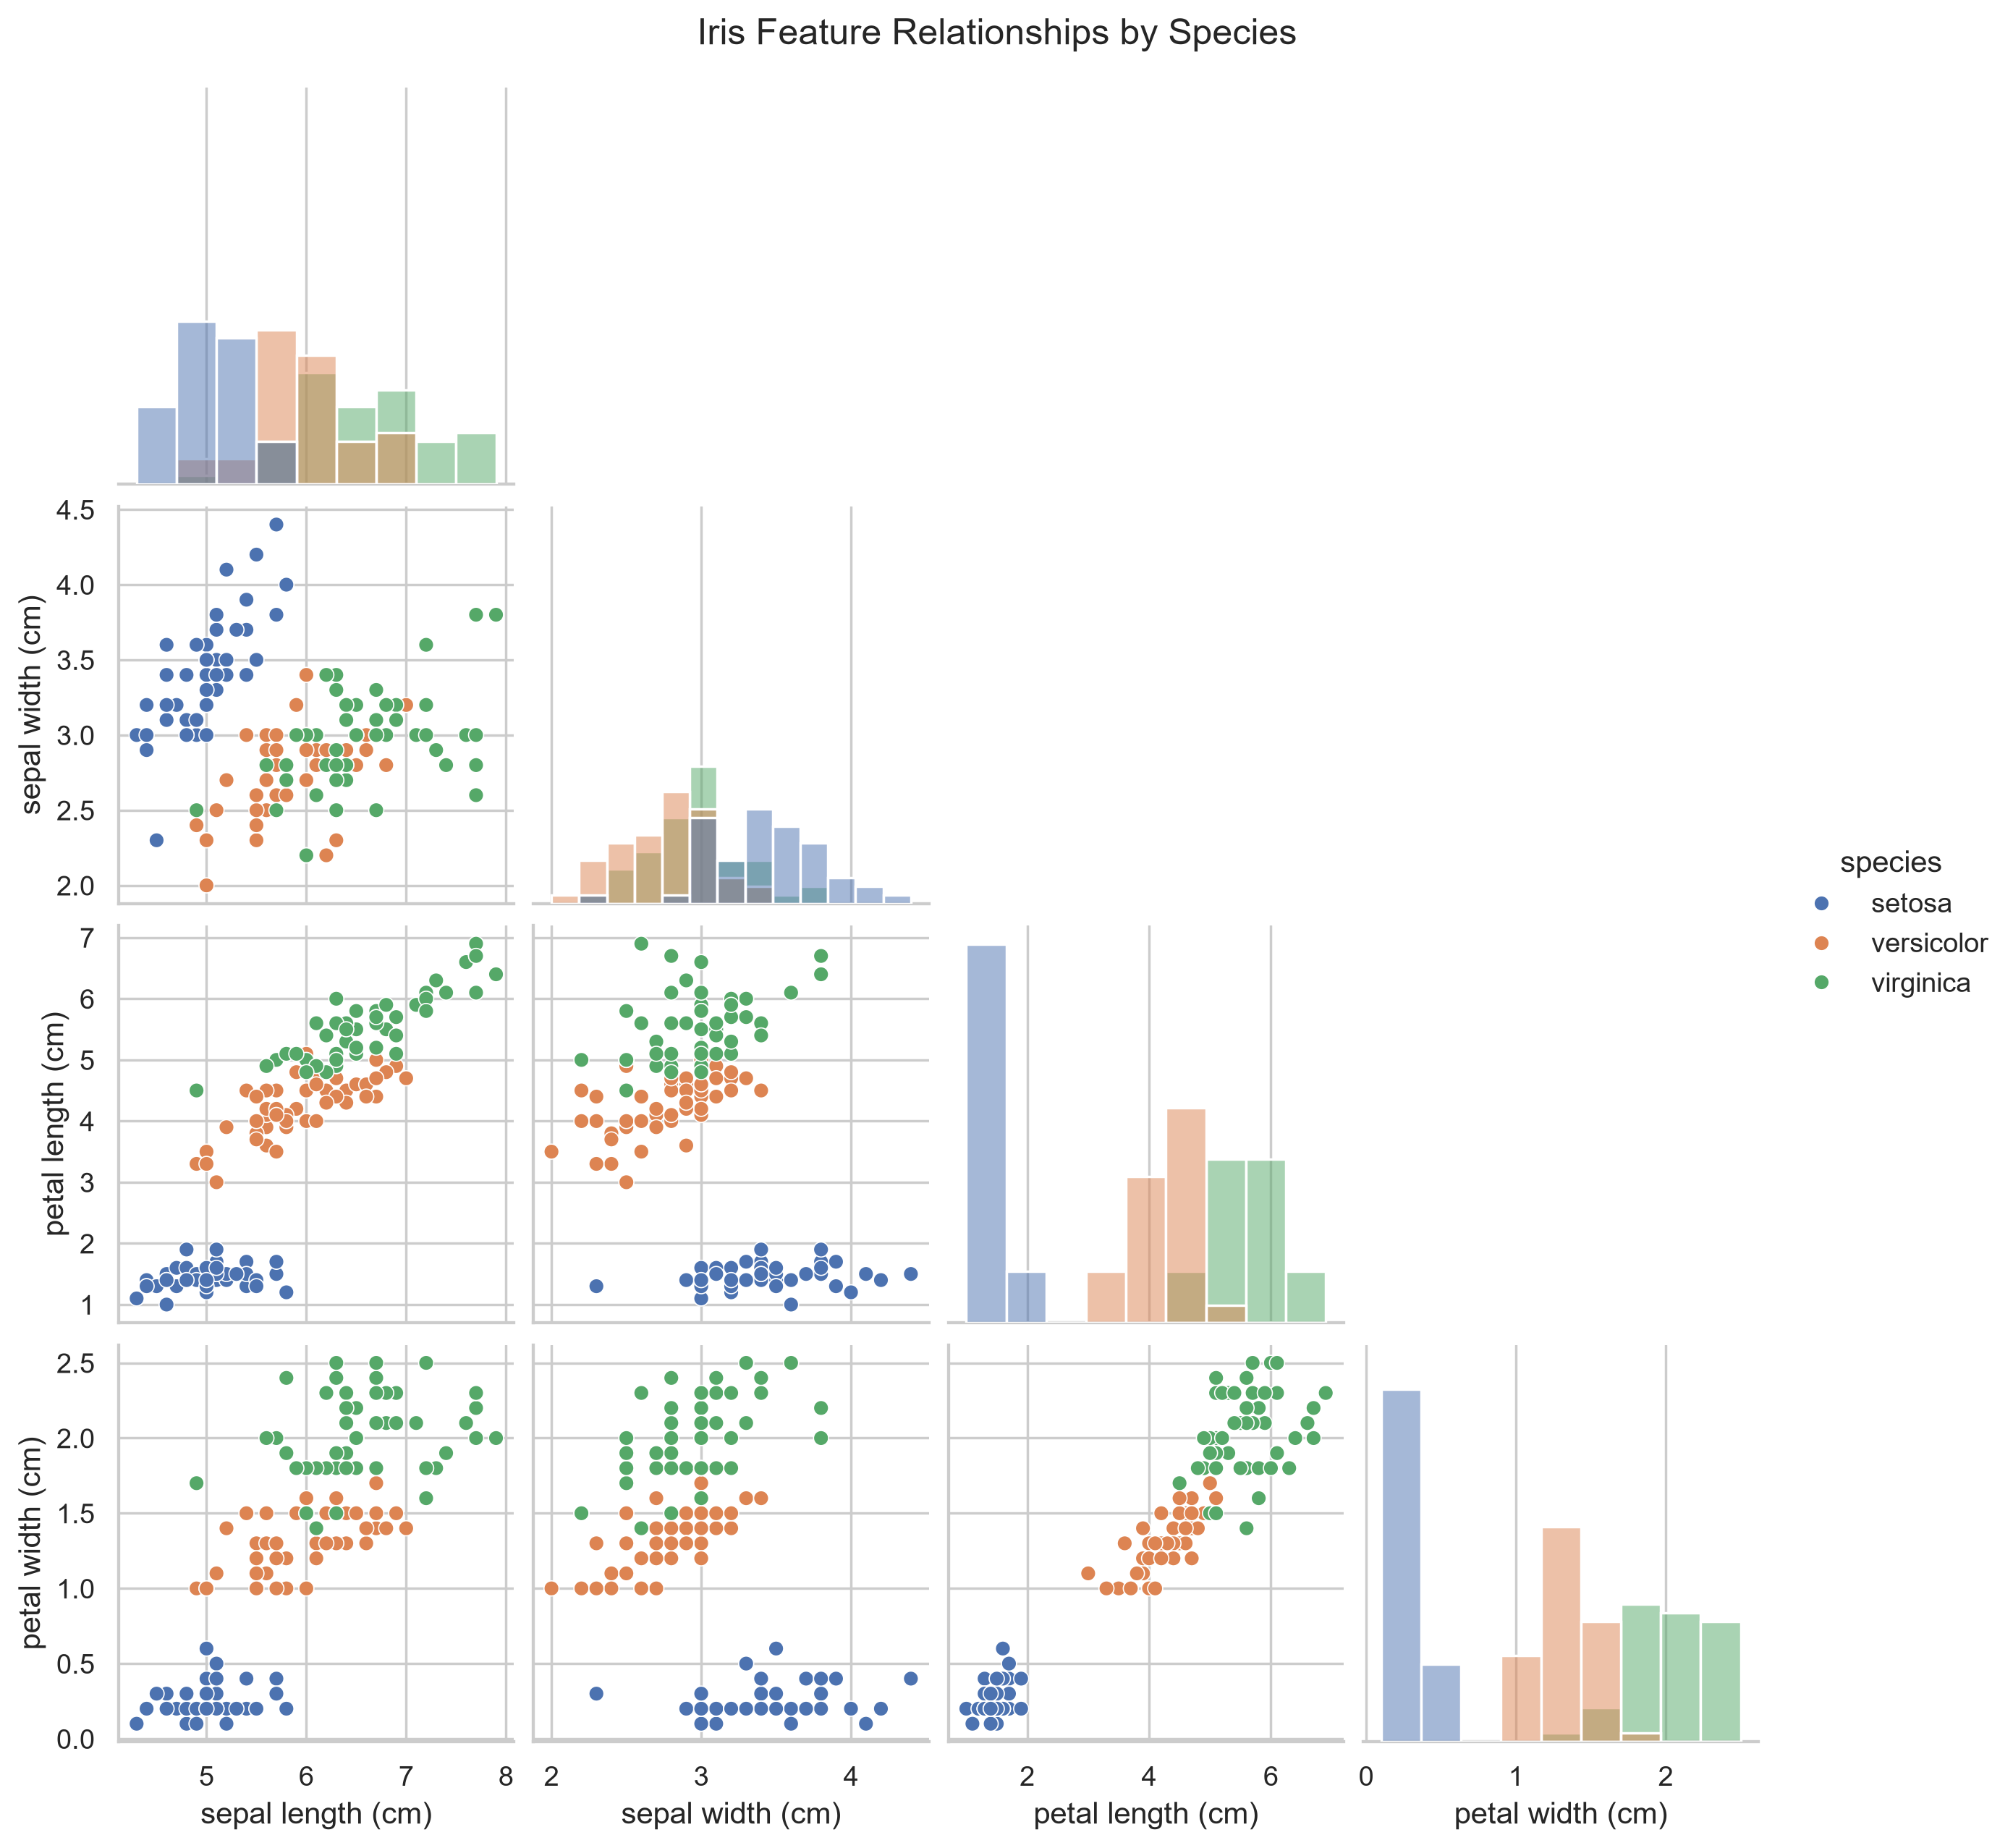 Iris Feature Relationships by Species
4.5
4.0
3.5
3.0
2.5
2.0
sepal width (cm)
species
setosa
versicolor
virginica
7
6
5
4
3
2
1
petal length (cm)
2.5
2.0
1.5
1.0
0.5
0.0
petal width (cm)
5 6 7 8
sepal length (cm)
2 3 4
sepal width (cm)
2 4 6
petal length (cm)
0 1 2
petal width (cm)